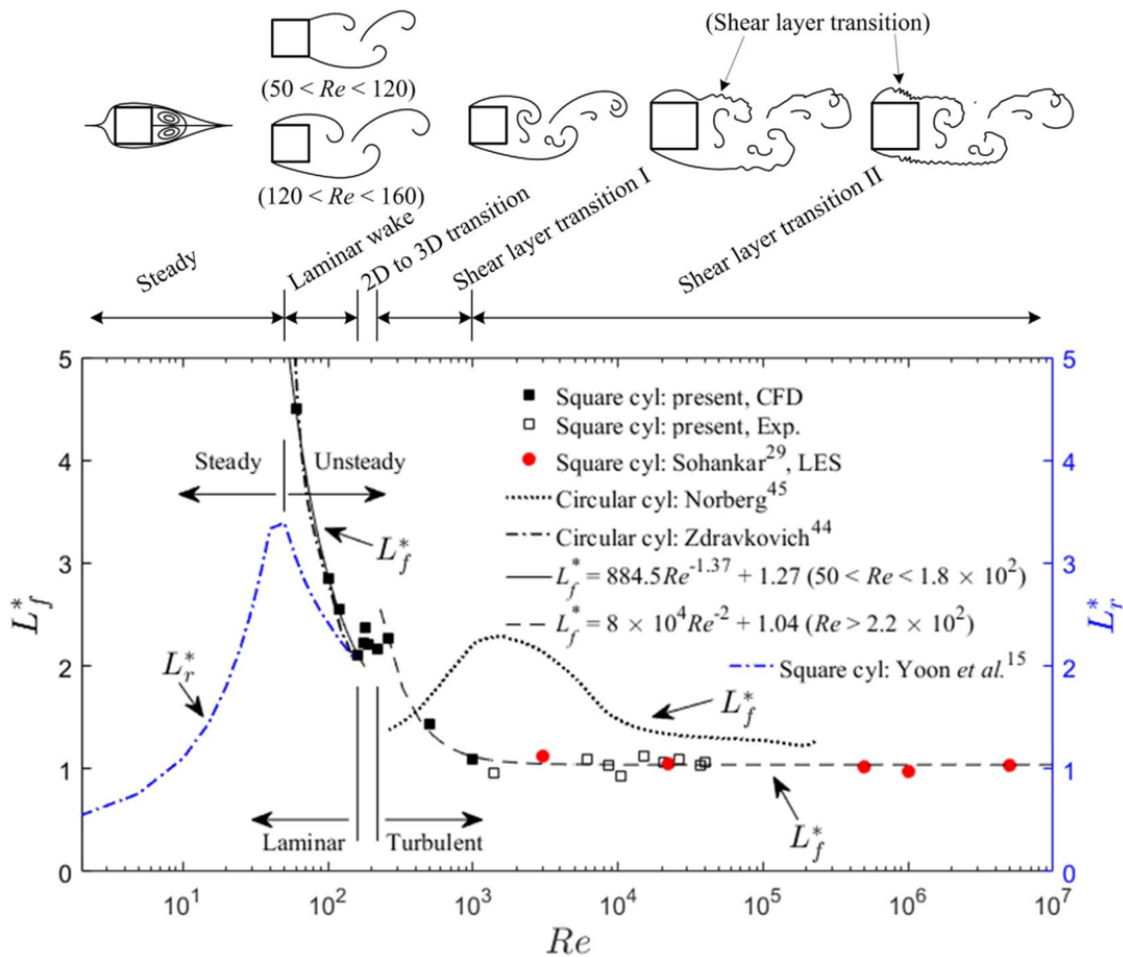 (Shear layer transition)
(50 < Re < 120)
(120 < Re < 160)
Steady
Laminar wake
2D to 3D transition
Shear layer transition I
Shear layer transition II
5
4
3
2
1
0
L*f
5
4
3
2
1
0
L*r
Square cyl: present, CFD
Square cyl: present, Exp.
Square cyl: Sohankar29, LES
Circular cyl: Norberg45
Circular cyl: Zdravkovich44
L*f = 884.5Re-1.37 + 1.27 (50 < Re < 1.8 × 102)
L*f = 8 × 104Re-2 + 1.04 (Re > 2.2 × 102)
Square cyl: Yoon et al.15
Steady
Unsteady
L*f
L*r
L*f
L*f
Laminar
Turbulent
101
102
103
104
105
106
107
Re